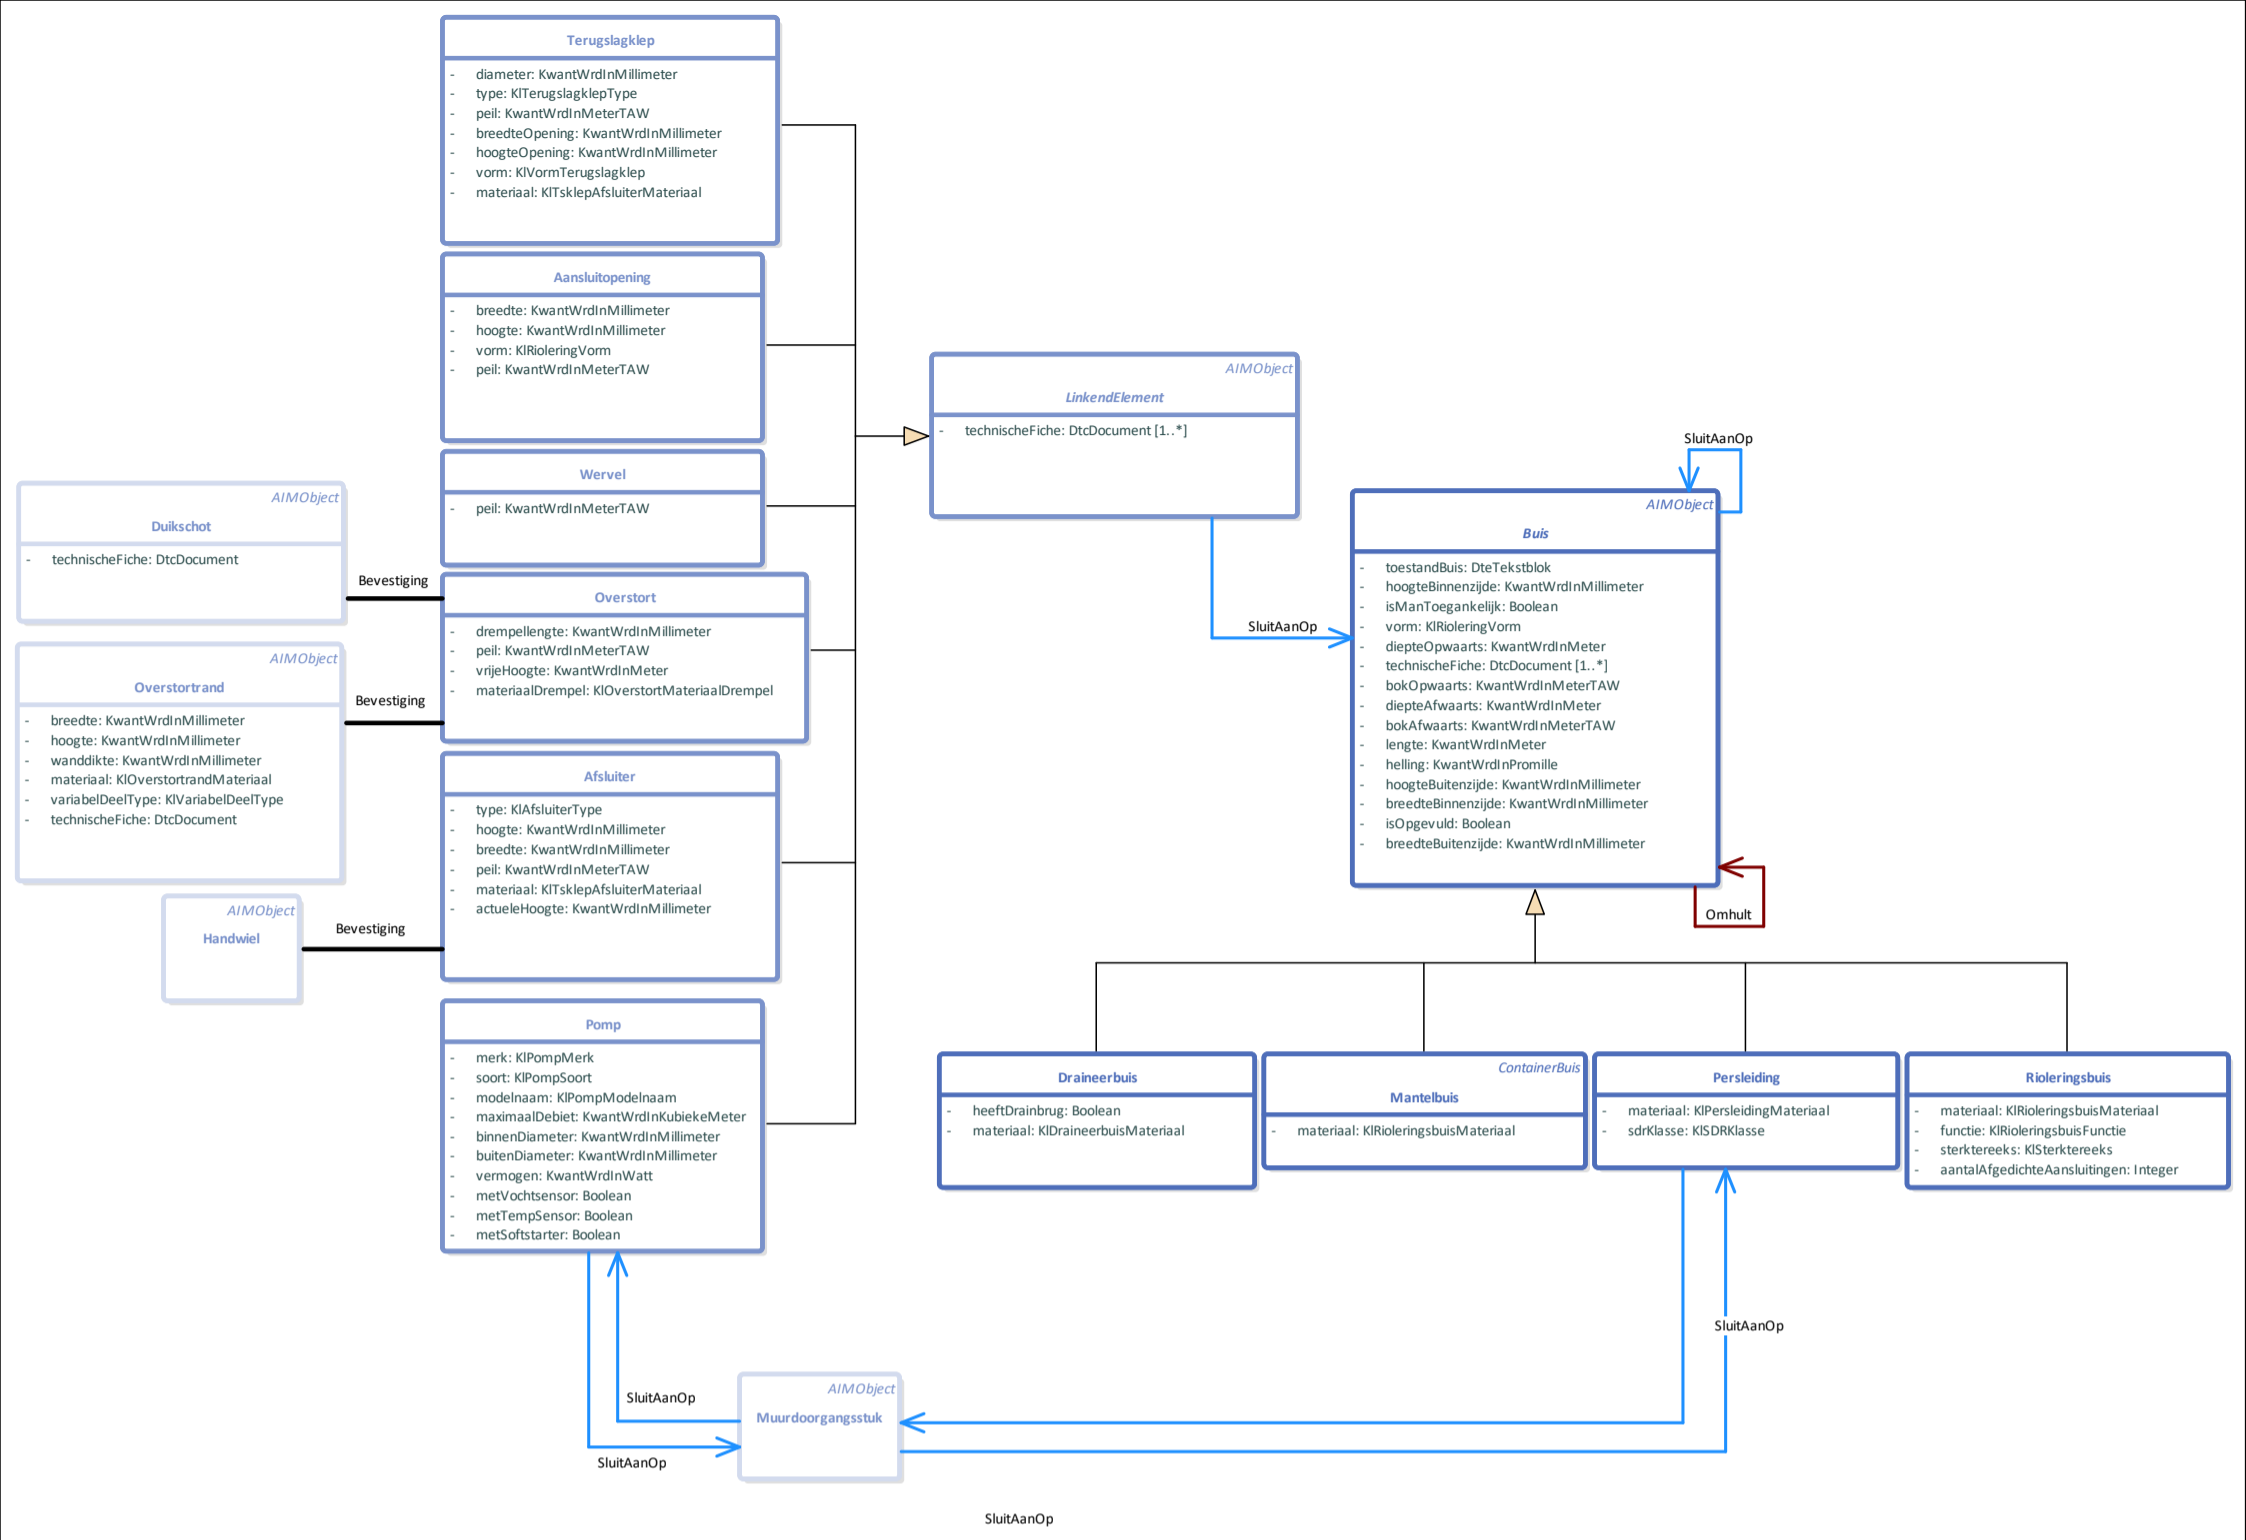 Terugslagklep
- diameter: KwantWrdInMillimeter
- type: KlTerugslagklepType
- peil: KwantWrdInMeterTAW
- breedteOpening: KwantWrdInMillimeter
- hoogteOpening: KwantWrdInMillimeter
- vorm: KlVormTerugslagklep
- materiaal: KlTsklepAfsluiterMateriaal
Aansluitopening
- breedte: KwantWrdInMillimeter
- hoogte: KwantWrdInMillimeter
- vorm: KlRioleringVorm
- peil: KwantWrdInMeterTAW
Wervel
- peil: KwantWrdInMeterTAW
AIMObject
Duikschot
- technischeFiche: DtcDocument
Bevestiging
Overstort
- drempellengte: KwantWrdInMillimeter
- peil: KwantWrdInMeterTAW
- vrijeHoogte: KwantWrdInMeter
- materiaalDrempel: KlOverstortMateriaalDrempel
AIMObject
Overstortrand
- breedte: KwantWrdInMillimeter
- hoogte: KwantWrdInMillimeter
- wanddikte: KwantWrdInMillimeter
- materiaal: KlOverstortrandMateriaal
- variabelDeelType: KlVariabelDeelType
- technischeFiche: DtcDocument
Bevestiging
Afsluiter
- type: KlAfsluiterType
- hoogte: KwantWrdInMillimeter
- breedte: KwantWrdInMillimeter
- peil: KwantWrdInMeterTAW
- materiaal: KlTsklepAfsluiterMateriaal
- actueleHoogte: KwantWrdInMillimeter
AIMObject
Handwiel
Bevestiging
Pomp
- merk: KlPompMerk
- soort: KlPompSoort
- modelnaam: KlPompModelnaam
- maximaalDebiet: KwantWrdInKubiekeMeter
- binnenDiameter: KwantWrdInMillimeter
- buitenDiameter: KwantWrdInMillimeter
- vermogen: KwantWrdInWatt
- metVochtsensor: Boolean
- metTempSensor: Boolean
- metSoftstarter: Boolean
AIMObject
LinkendElement
- technischeFiche: DtcDocument [1..*]
SluitAanOp
SluitAanOp
AIMObject
Buis
- toestandBuis: DteTekstblok
- hoogteBinnenzijde: KwantWrdInMillimeter
- isManToegankelijk: Boolean
- vorm: KlRioleringVorm
- diepteOpwaarts: KwantWrdInMeter
- technischeFiche: DtcDocument [1..*]
- bokOpwaarts: KwantWrdInMeterTAW
- diepteAfwaarts: KwantWrdInMeter
- bokAfwaarts: KwantWrdInMeterTAW
- lengte: KwantWrdInMeter
- helling: KwantWrdInPromille
- hoogteBuitenzijde: KwantWrdInMillimeter
- breedteBinnenzijde: KwantWrdInMillimeter
- isOpgevuld: Boolean
- breedteBuitenzijde: KwantWrdInMillimeter
Omhult
Draineerbuis
- heeftDrainbrug: Boolean
- materiaal: KlDraineerbuisMateriaal
ContainerBuis
Mantelbuis
- materiaal: KlRioleringsbuisMateriaal
Persleiding
- materiaal: KlPersleidingMateriaal
- sdrKlasse: KlSDRKlasse
Rioleringsbuis
- materiaal: KlRioleringsbuisMateriaal
- functie: KlRioleringsbuisFunctie
- sterktereeks: KlSterktereeks
- aantalAfgedichteAansluitingen: Integer
SluitAanOp
SluitAanOp
AIMObject
Muurdoorgangsstuk
SluitAanOp
SluitAanOp